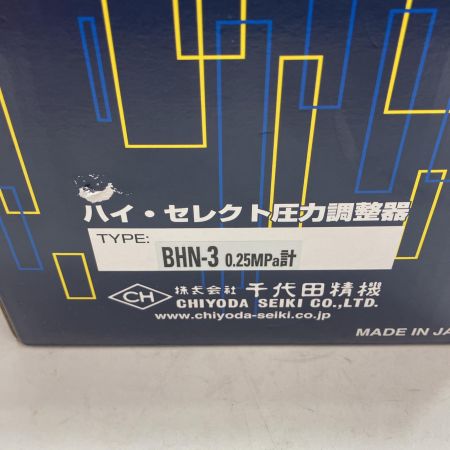 ハイ・セレクト圧力調整器
TYPE: BHN-3 0.25MPa計
CH 株式会社 千代田精機
CHIYODA SEIKI CO.,LTD.
www.chiyoda-seiki.co.jp
MADE IN JA